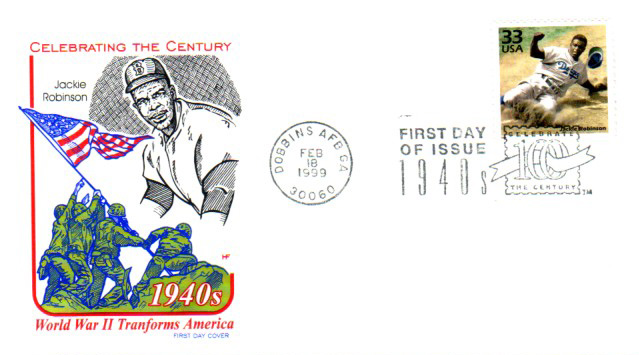 CELEBRATING THE CENTURY
Jackie
Robinson
B
HF
1940s
World War II Tranforms America
FIRST DAY COVER
DOBBINS AFB GA
FEB
18
1999
30060
FIRST DAY
OF ISSUE
1940s
33
USA
Jackie Robinson
CELEBRATE
100
THE CENTURY
TM